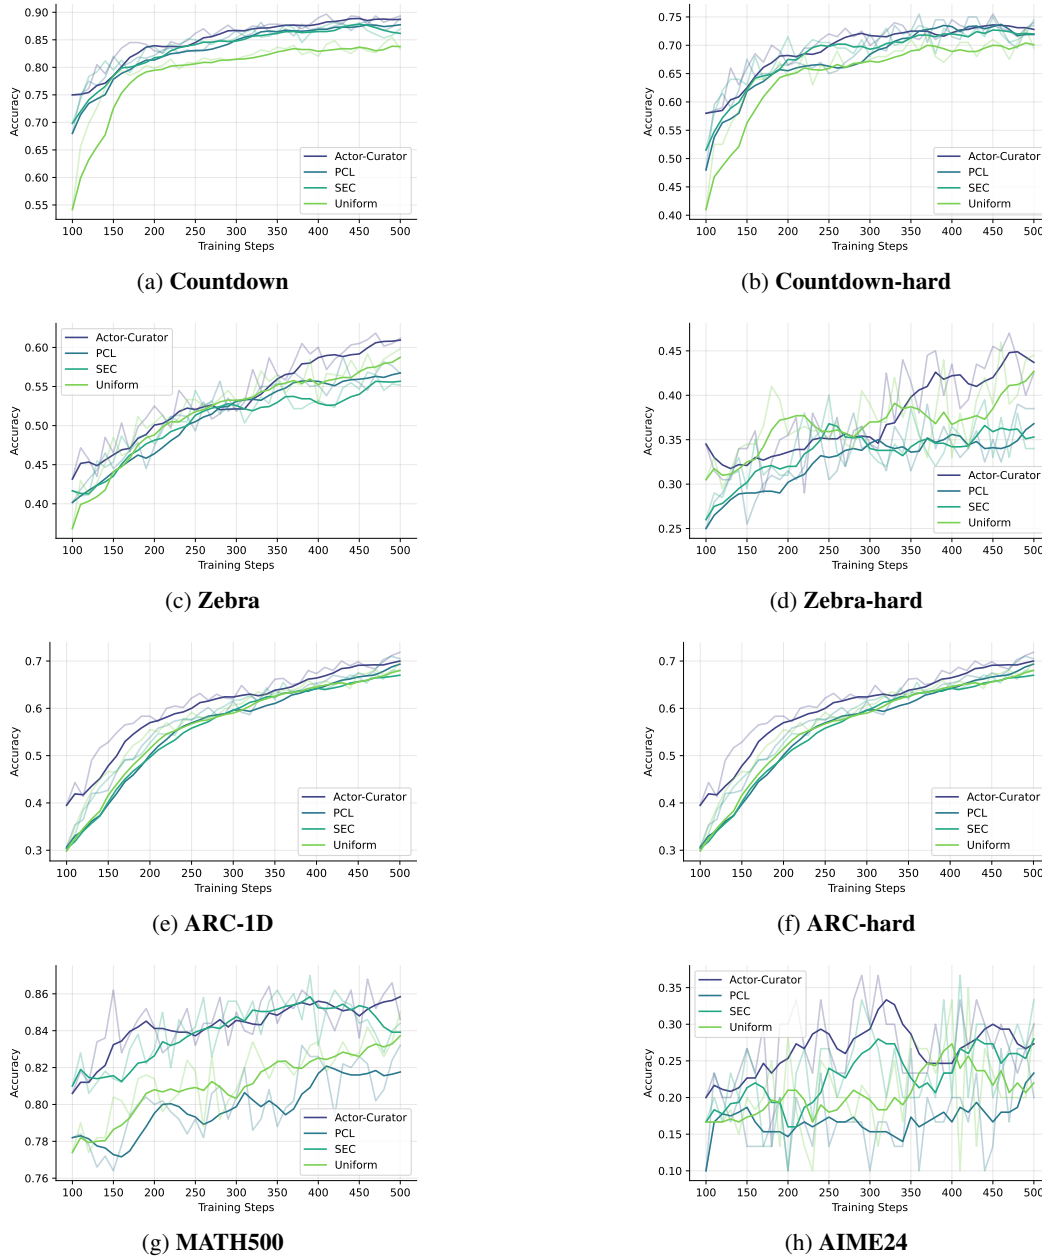 0.90
0.85
0.80
0.75
0.70
0.65
0.60
0.55
Accuracy
Actor-Curator
PCL
SEC
Uniform
100 150 200 250 300 350 400 450 500
Training Steps
(a) Countdown
0.75
0.70
0.65
0.60
0.55
0.50
0.45
0.40
Accuracy
Actor-Curator
PCL
SEC
Uniform
100 150 200 250 300 350 400 450 500
Training Steps
(b) Countdown-hard
0.60
0.55
0.50
0.45
0.40
Accuracy
Actor-Curator
PCL
SEC
Uniform
100 150 200 250 300 350 400 450 500
Training Steps
(c) Zebra
0.45
0.40
0.35
0.30
0.25
Accuracy
Actor-Curator
PCL
SEC
Uniform
100 150 200 250 300 350 400 450 500
Training Steps
(d) Zebra-hard
0.7
0.6
0.5
0.4
0.3
Accuracy
Actor-Curator
PCL
SEC
Uniform
100 150 200 250 300 350 400 450 500
Training Steps
(e) ARC-1D
0.7
0.6
0.5
0.4
0.3
Accuracy
Actor-Curator
PCL
SEC
Uniform
100 150 200 250 300 350 400 450 500
Training Steps
(f) ARC-hard
0.86
0.84
0.82
0.80
0.78
0.76
Accuracy
Actor-Curator
PCL
SEC
Uniform
100 150 200 250 300 350 400 450 500
Training Steps
(g) MATH500
0.35
0.30
0.25
0.20
0.15
0.10
Accuracy
Actor-Curator
PCL
SEC
Uniform
100 150 200 250 300 350 400 450 500
Training Steps
(h) AIME24